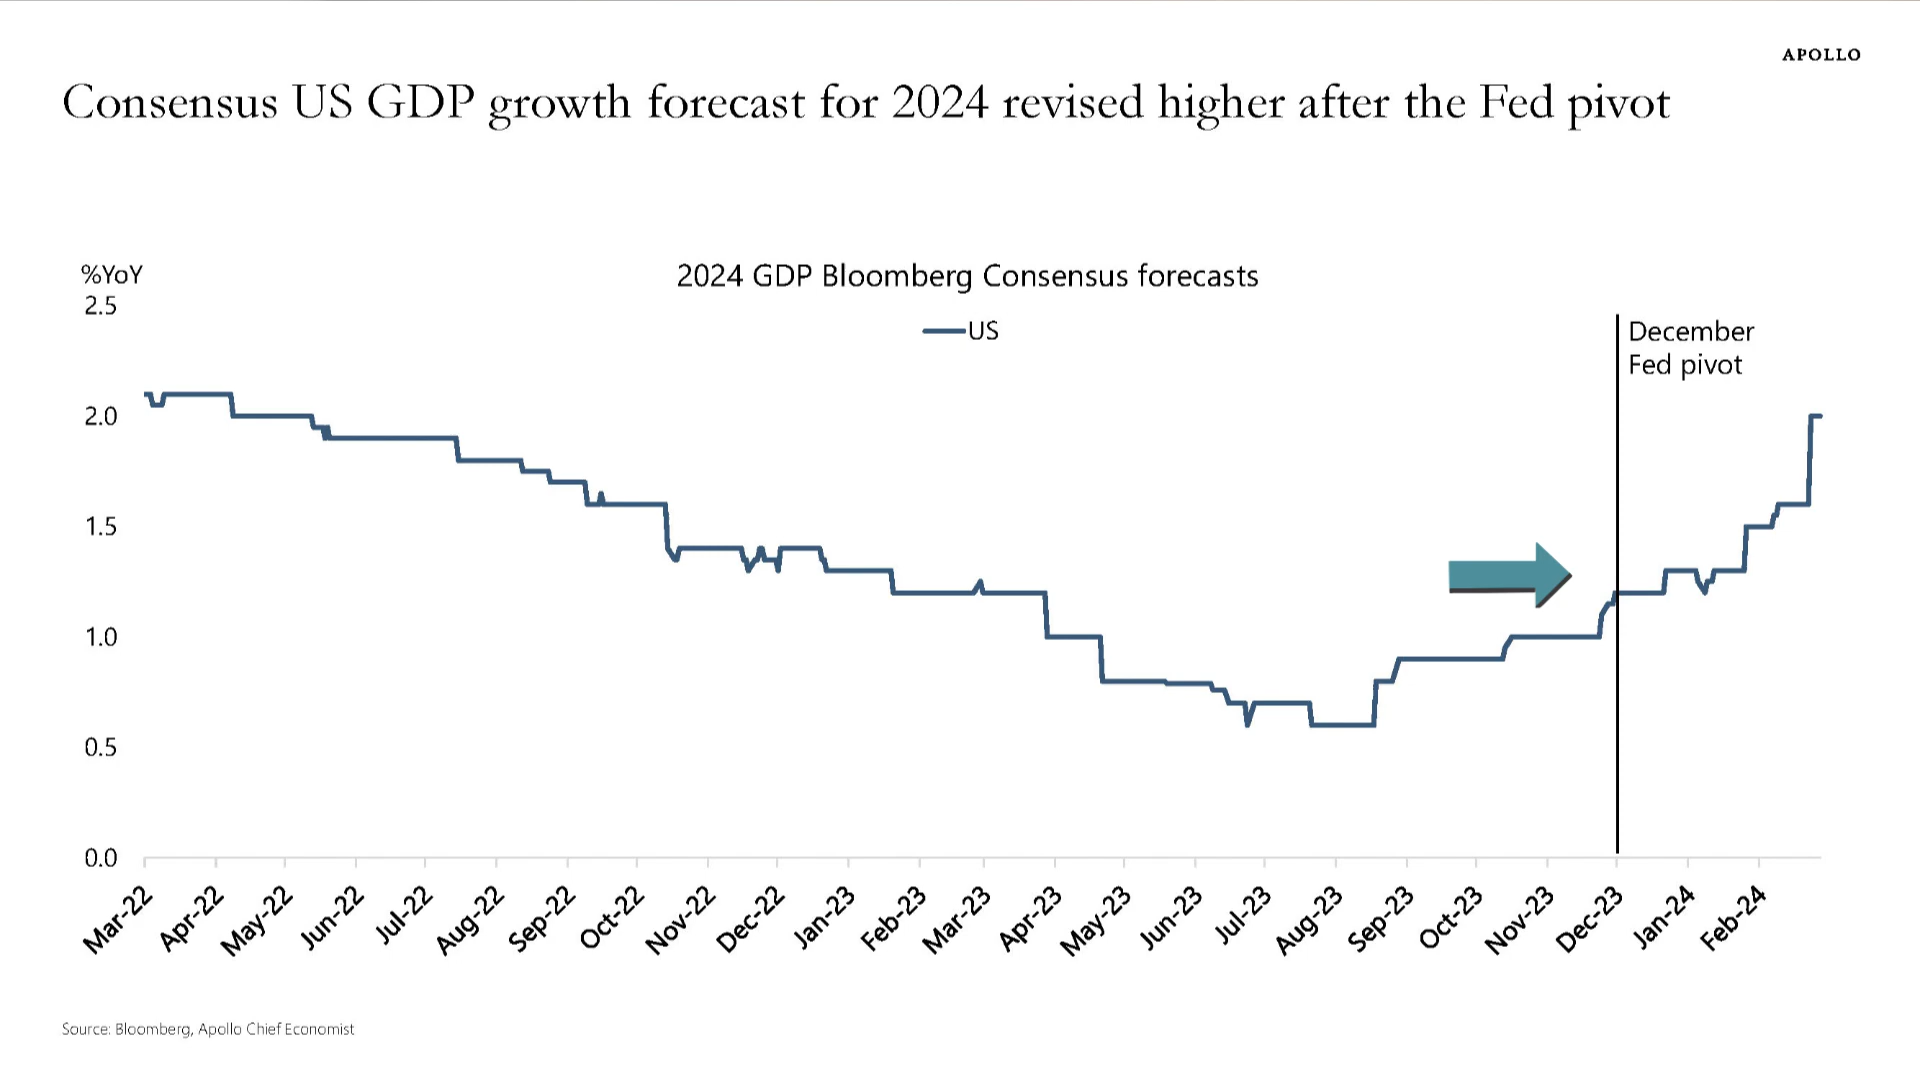 APOLLO
Consensus US GDP growth forecast for 2024 revised higher after the Fed pivot
%YoY
2024 GDP Bloomberg Consensus forecasts
US
December
Fed pivot
2.5
2.0
1.5
1.0
0.5
0.0
Mar-22
Apr-22
May-22
Jun-22
Jul-22
Aug-22
Sep-22
Oct-22
Nov-22
Dec-22
Jan-23
Feb-23
Mar-23
Apr-23
May-23
Jun-23
Jul-23
Aug-23
Sep-23
Oct-23
Nov-23
Dec-23
Jan-24
Feb-24
Source: Bloomberg, Apollo Chief Economist